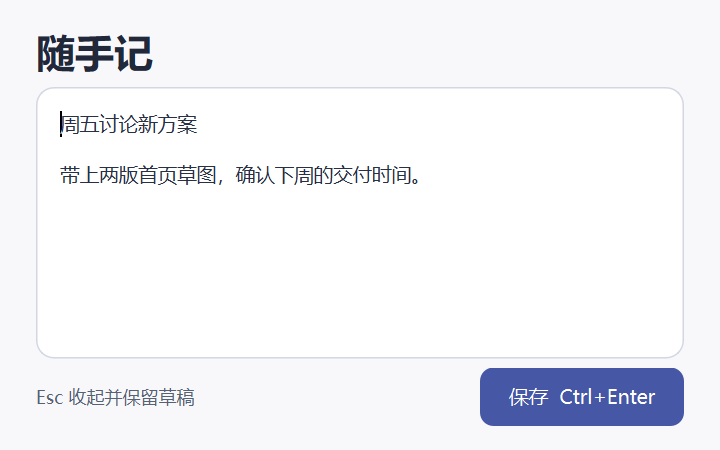 随手记
周五讨论新方案
带上两版首页草图，确认下周的交付时间。
Esc 收起并保留草稿
保存 Ctrl+Enter